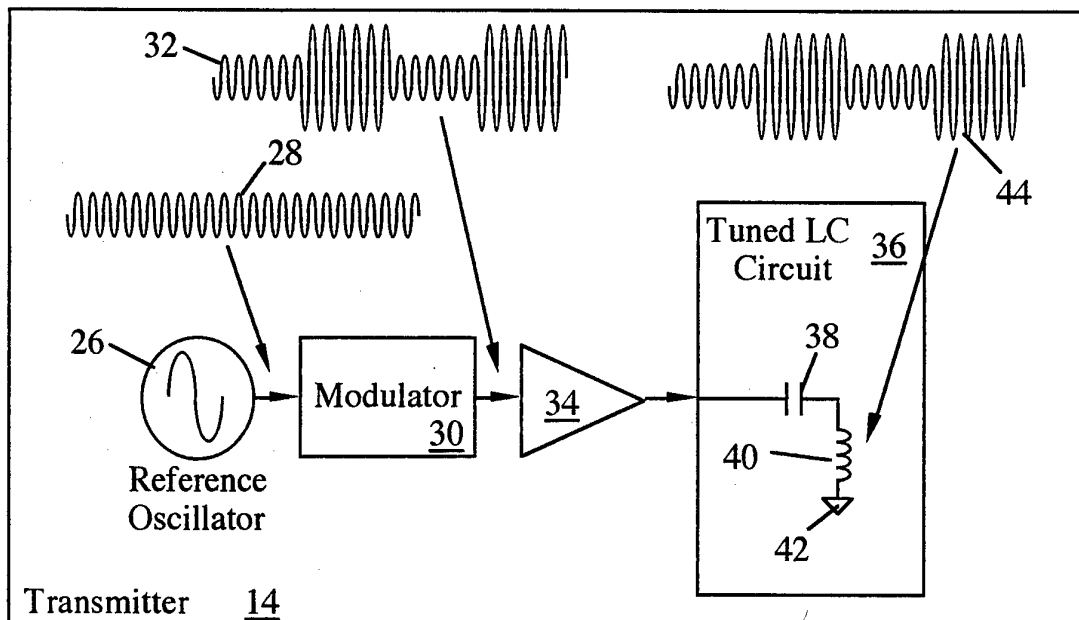 32
28
44
Tuned LC
Circuit
36
26
38
Modulator
30
34
40
42
Reference
Oscillator
Transmitter 14